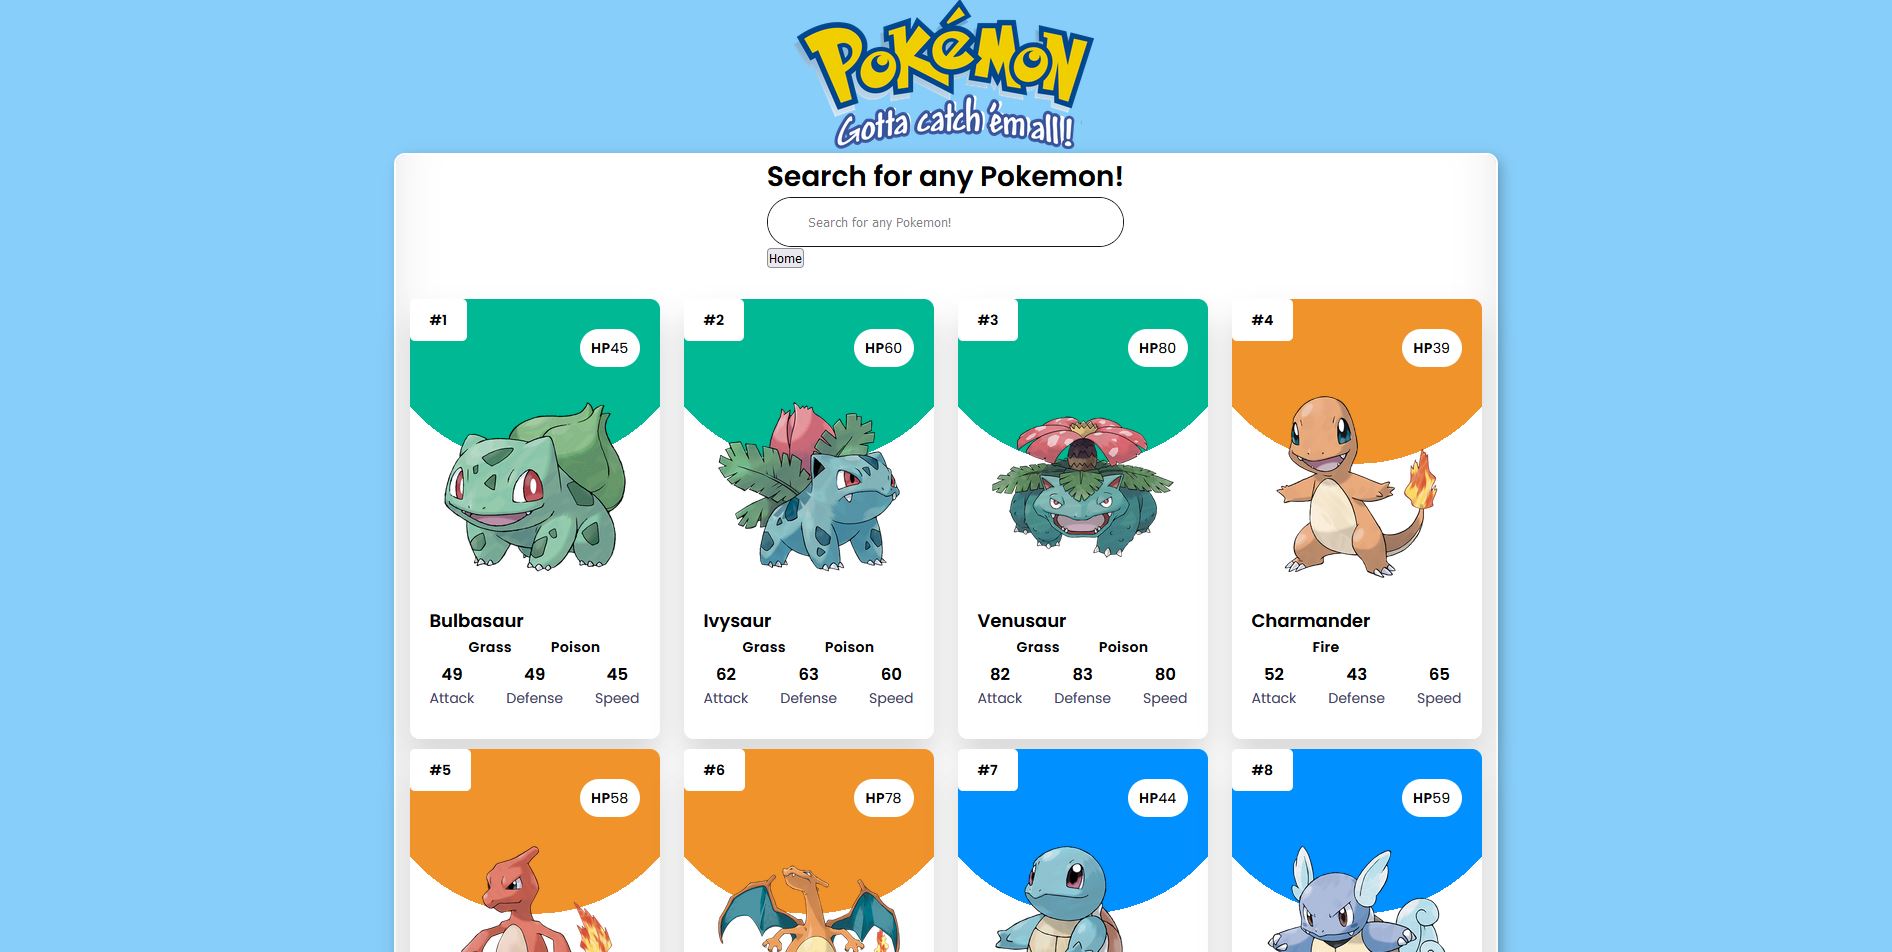 POKéMON
Gotta catch 'em all!!
Search for any Pokemon!
Search for any Pokemon!
Home
#1
HP45
Bulbasaur
Grass Poison
49 49 45
Attack Defense Speed
#2
HP60
Ivysaur
Grass Poison
62 63 60
Attack Defense Speed
#3
HP80
Venusaur
Grass Poison
82 83 80
Attack Defense Speed
#4
HP39
Charmander
Fire
52 43 65
Attack Defense Speed
#5
HP58
#6
HP78
#7
HP44
#8
HP59